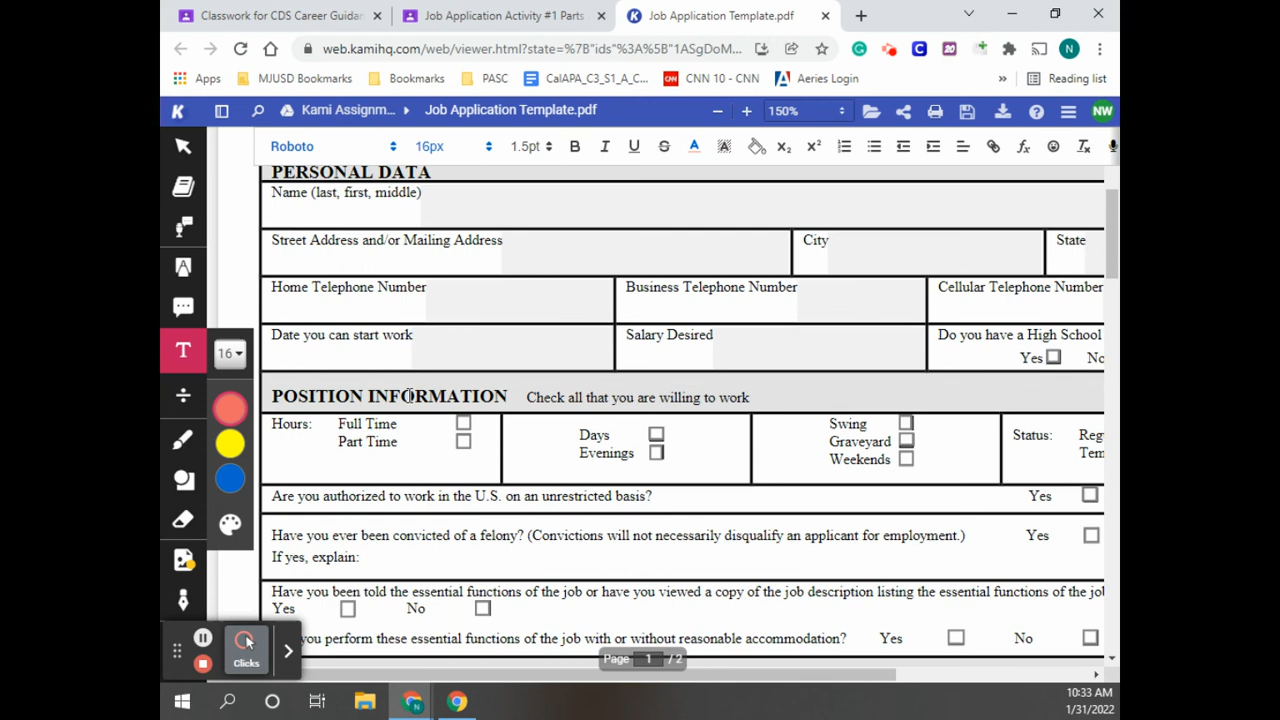 Classwork for CDS Career Guidan
Job Application Activity #1 Parts
Job Application Template.pdf
web.kamihq.com/web/viewer.html?state=%7B"ids"%3A%5B"1ASgDoM...
N
Apps
MJUSD Bookmarks
Bookmarks
PASC
CalAPA_C3_S1_A_C...
CNN 10 - CNN
Aeries Login
»
Reading list
K
Kami Assignm...
Job Application Template.pdf
150%
NW
Roboto
16px
1.5pt
B I U S A
PERSONAL DATA
Name (last, first, middle)
Street Address and/or Mailing Address
City
State
Home Telephone Number
Business Telephone Number
Cellular Telephone Number
Date you can start work
Salary Desired
Do you have a High School
Yes
No
T
16
POSITION INFORMATION
Check all that you are willing to work
Hours:
Full Time
Part Time
Days
Evenings
Swing
Graveyard
Weekends
Status:
Reg
Tem
Are you authorized to work in the U.S. on an unrestricted basis?
Yes
Have you ever been convicted of a felony? (Convictions will not necessarily disqualify an applicant for employment.)
Yes
If yes, explain:
Have you been told the essential functions of the job or have you viewed a copy of the job description listing the essential functions of the job
Yes
No
you perform these essential functions of the job with or without reasonable accommodation?
Yes
No
Clicks
Page 1 / 2
10:33 AM
1/31/2022